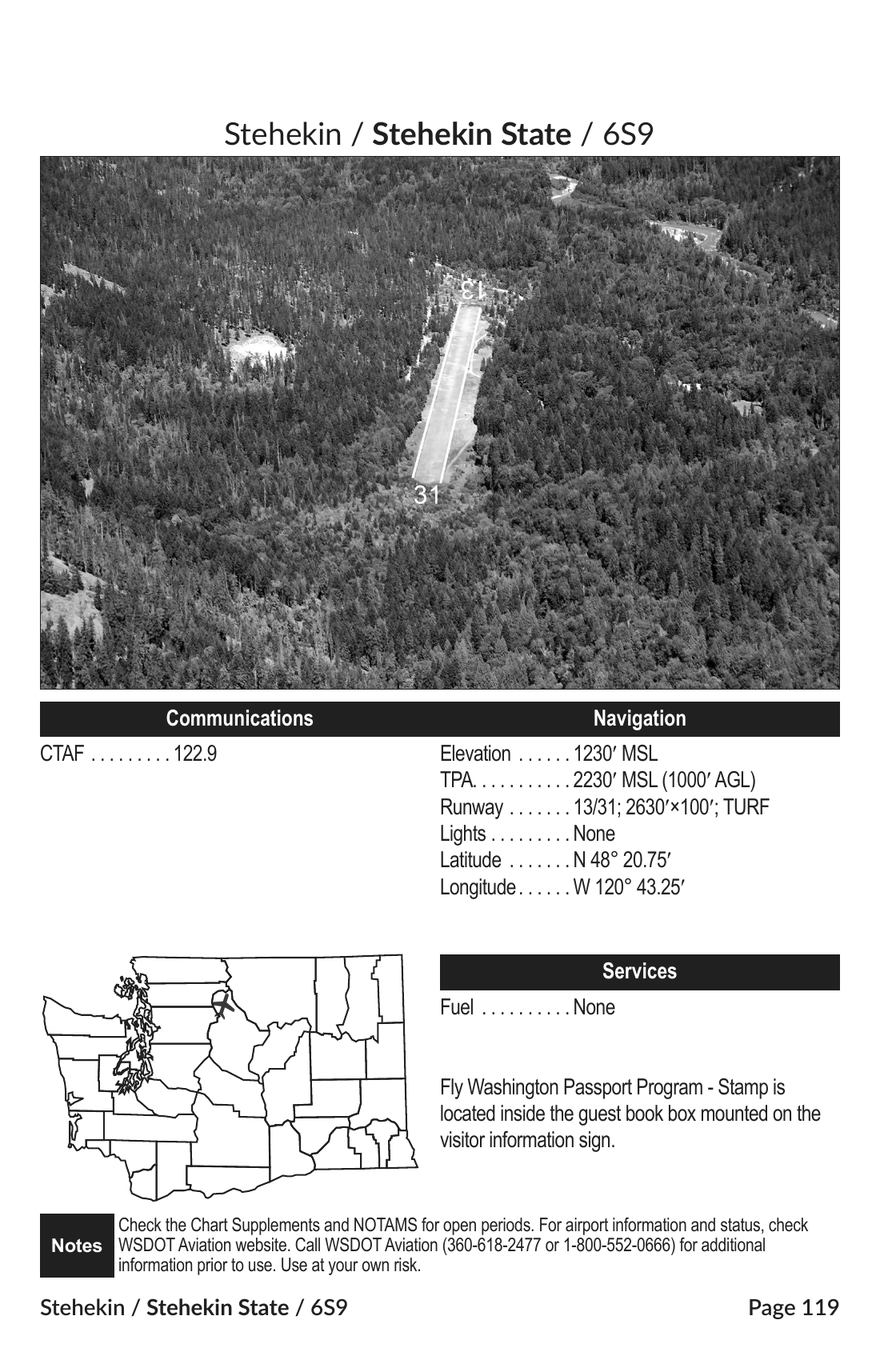 Stehekin / Stehekin State / 6S9
13
31
Communications
CTAF . . . . . . . . . 122.9
Navigation
Elevation . . . . . . 1230′ MSL
TPA. . . . . . . . . . . 2230′ MSL (1000′ AGL)
Runway . . . . . . . 13/31; 2630′×100′; TURF
Lights . . . . . . . . . None
Latitude . . . . . . . N 48° 20.75′
Longitude . . . . . . W 120° 43.25′
Services
Fuel . . . . . . . . . . None
Fly Washington Passport Program - Stamp is
located inside the guest book box mounted on the
visitor information sign.
Notes
Check the Chart Supplements and NOTAMS for open periods. For airport information and status, check
WSDOT Aviation website. Call WSDOT Aviation (360-618-2477 or 1-800-552-0666) for additional
information prior to use. Use at your own risk.
Stehekin / Stehekin State / 6S9
Page 119